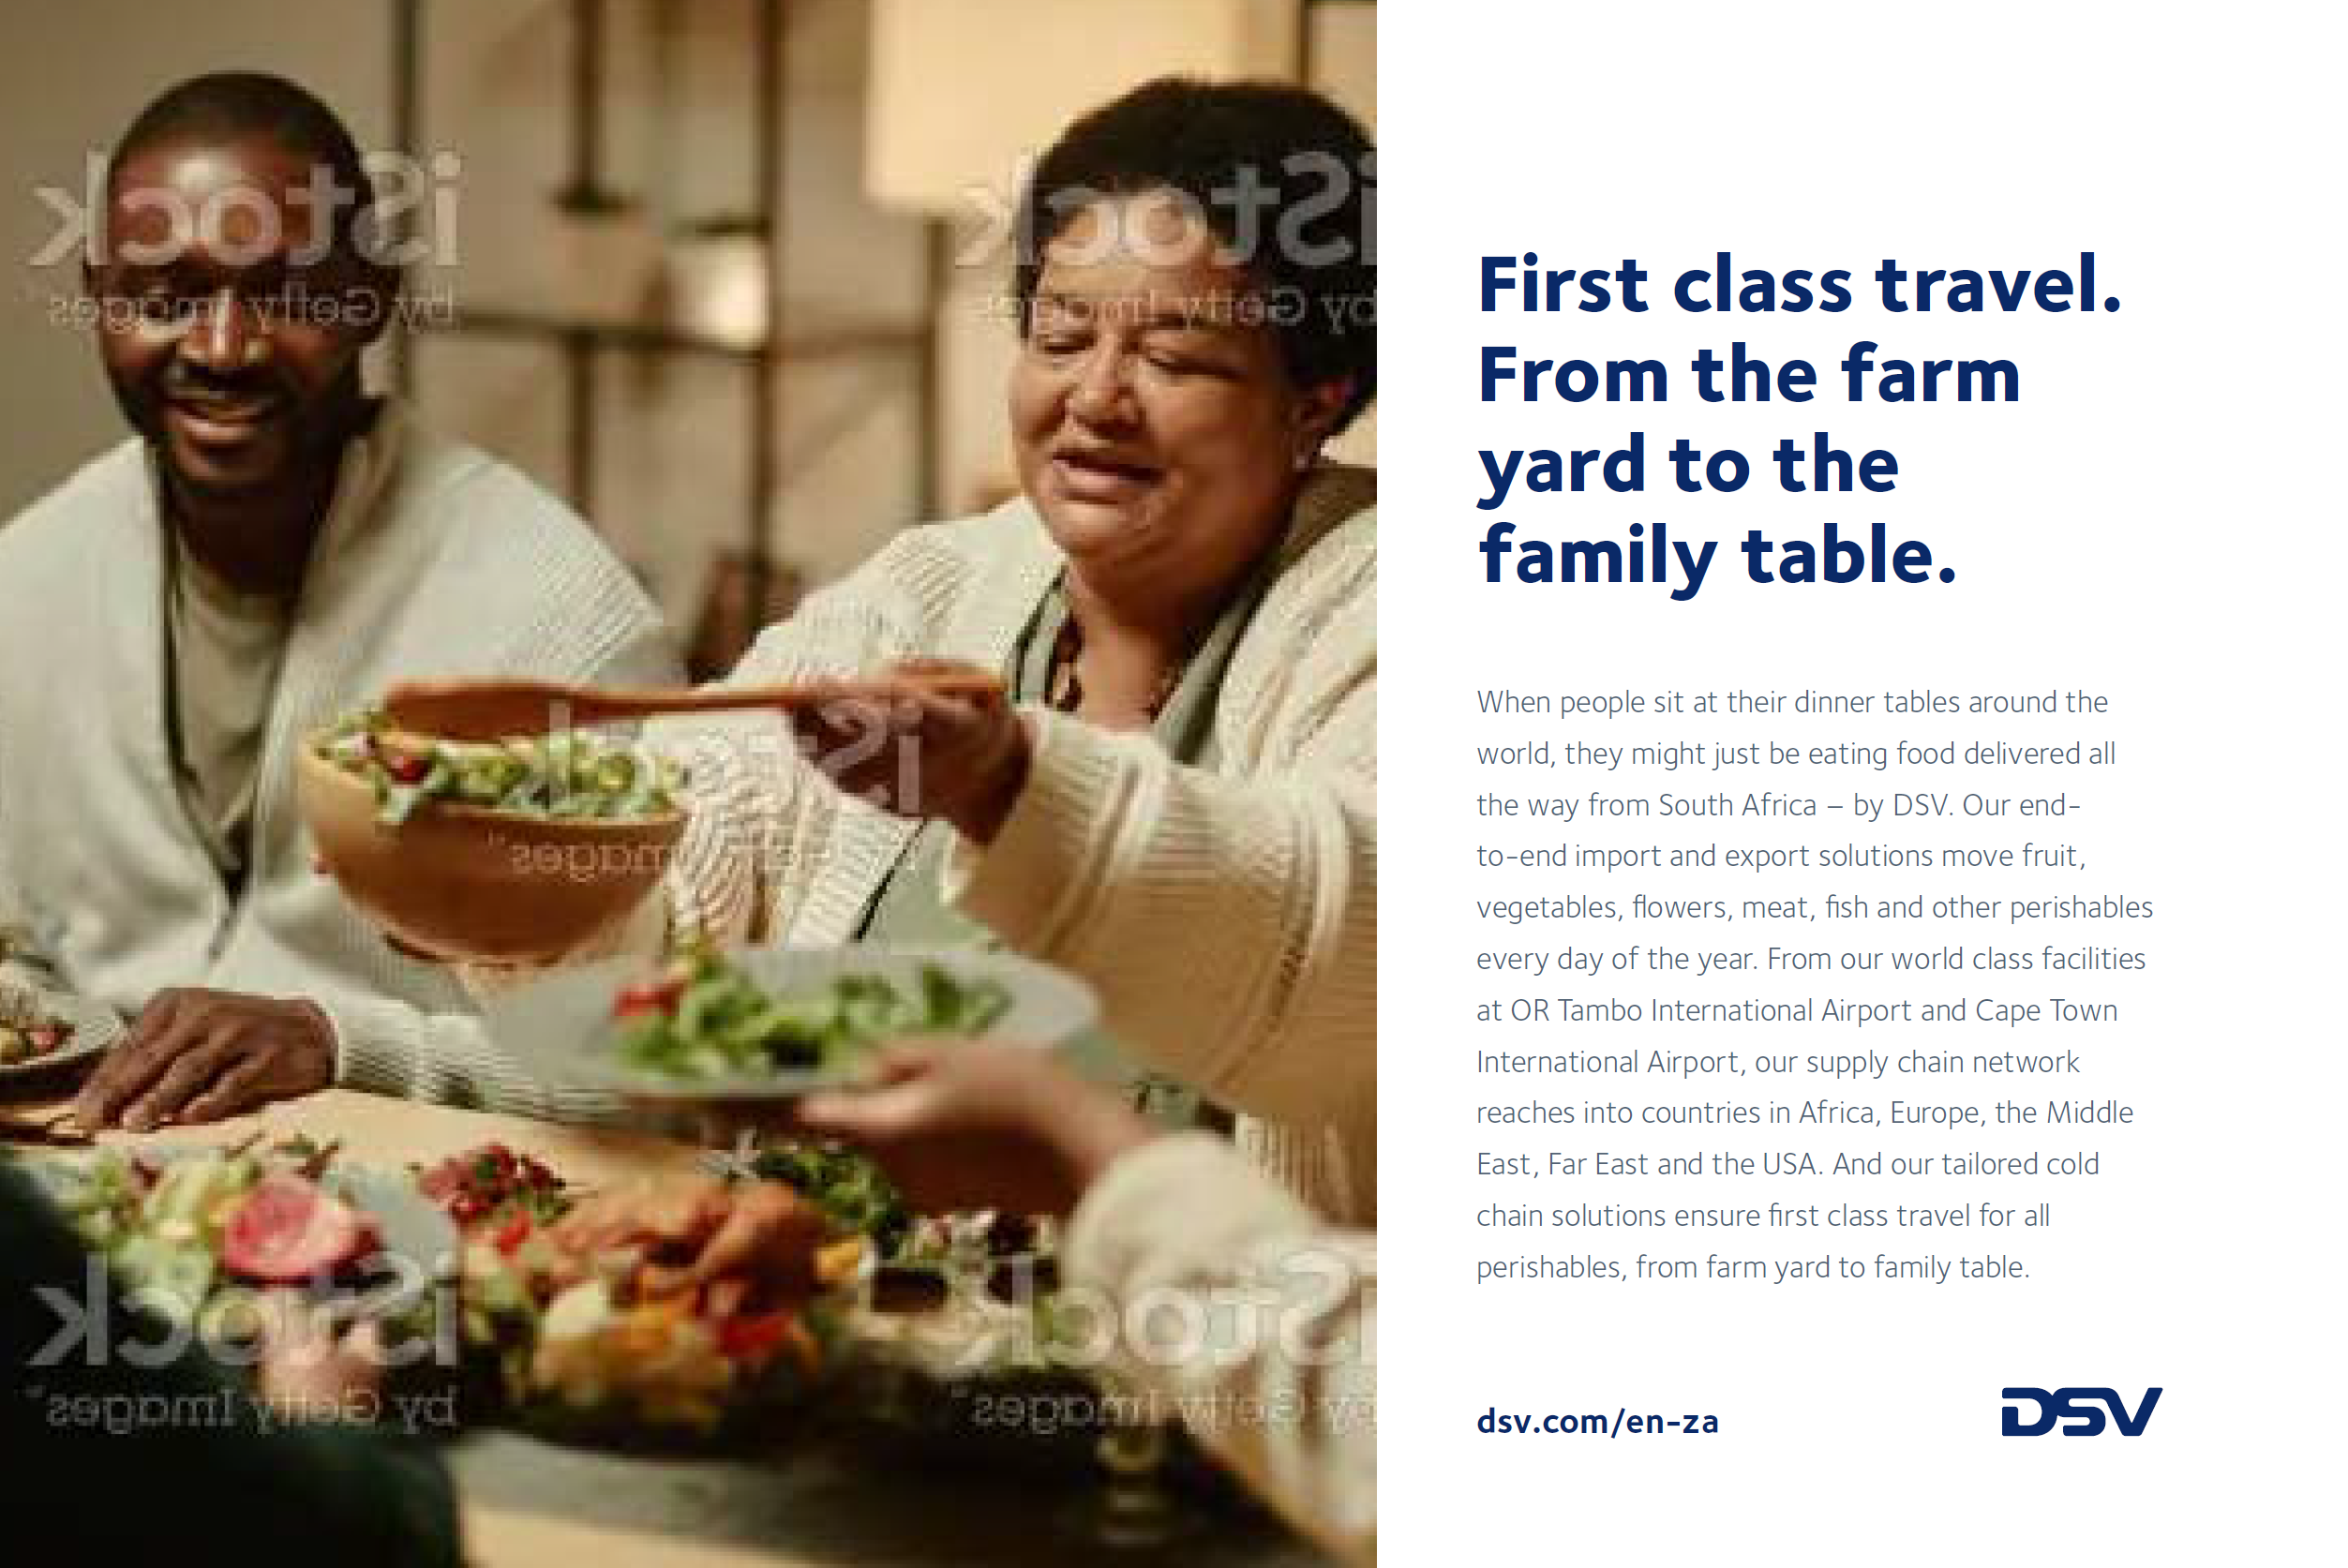 iStock
by Getty Images
iStock
by Getty Images
First class travel.
From the farm
yard to the
family table.
When people sit at their dinner tables around the
world, they might just be eating food delivered all
the way from South Africa – by DSV. Our end-
to-end import and export solutions move fruit,
vegetables, flowers, meat, fish and other perishables
every day of the year. From our world class facilities
at OR Tambo International Airport and Cape Town
International Airport, our supply chain network
reaches into countries in Africa, Europe, the Middle
East, Far East and the USA. And our tailored cold
chain solutions ensure first class travel for all
perishables, from farm yard to family table.
dsv.com/en-za
DSV
iStock
Images
iStock
by Getty Images
iStock
by Getty Images